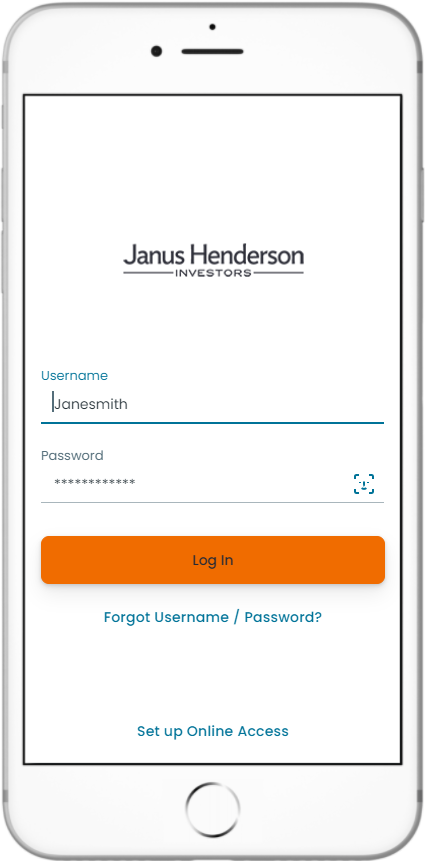 Janus Henderson
INVESTORS
Username
Janesmith
Password
************
Log In
Forgot Username / Password?
Set up Online Access